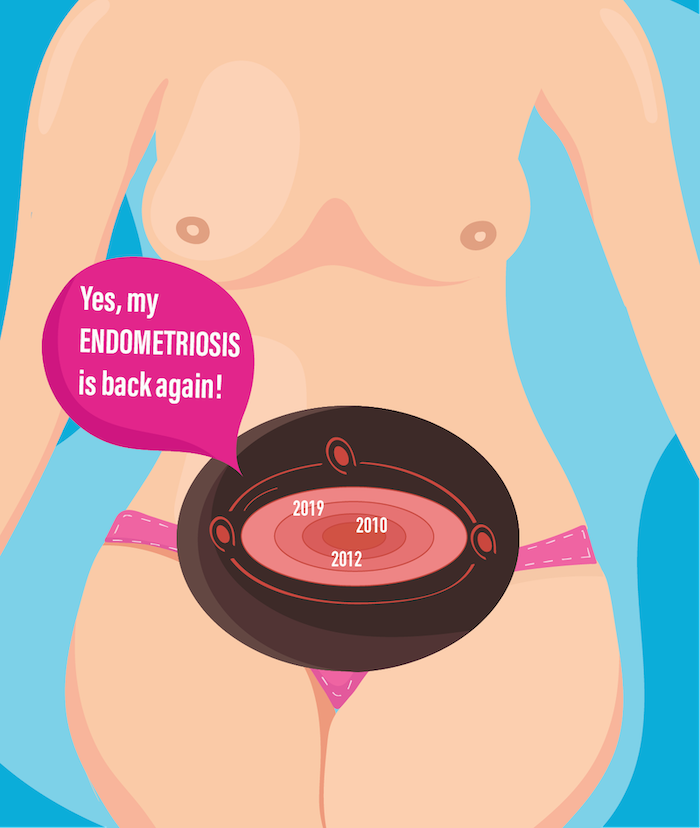 Yes, my
ENDOMETRIOSIS
is back again!
2019
2010
2012